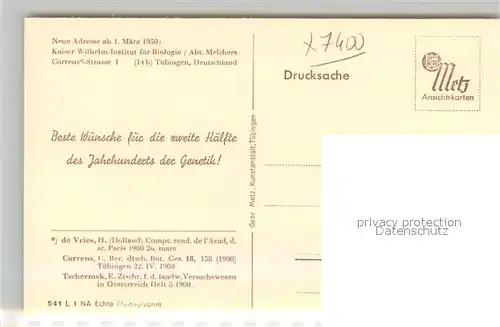 Neue Adresse ab 1. März 1950:
Kaiser Wilhelm-Institut für Biologie / Abt. Melchers
Correns*-Strasse 1 (14b) Tübingen, Deutschland
x7400
Drucksache
Metz
Ansichtskarten
Beste Wünsche für die zweite Hälfte
des Jahrhunderts der Genetik!
Gebr. Metz, Kunstanstalt, Tübingen
privacy protection
*) de Vries, H. (Holland) Compt. rend. de l'Acad. d.
sc. Paris 1900 26. mars
Correns, C. Ber. dtsch. Bot. Ges. 18, 158 (1900)
Tübingen 22. IV. 1900
Tschermak, E. Ztschr. f. d. landw. Versuchswesen
in Österreich Heft 5 1900
541 L 1 NA Echte Photographie